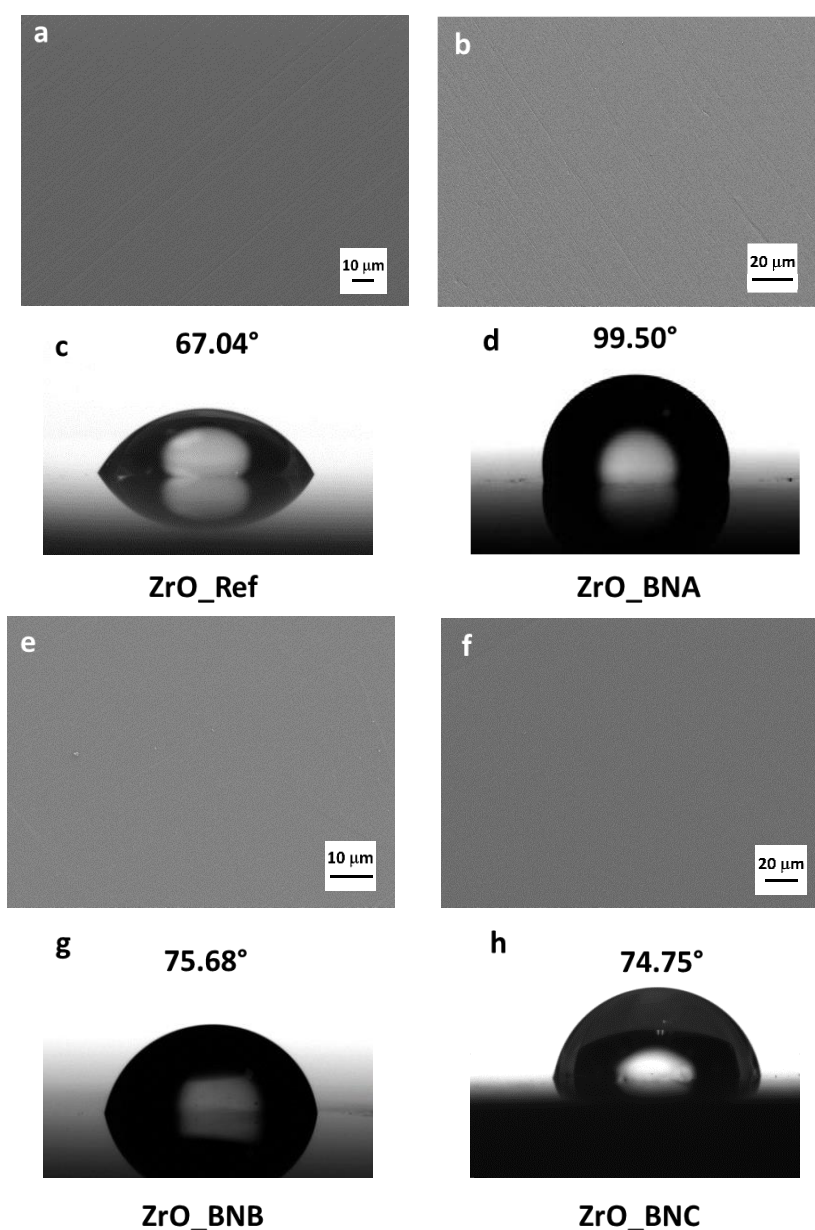 a
b
10 μm
20 μm
c
67.04°
d
99.50°
ZrO_Ref
ZrO_BNA
e
f
10 μm
20 μm
g
75.68°
h
74.75°
ZrO_BNB
ZrO_BNC